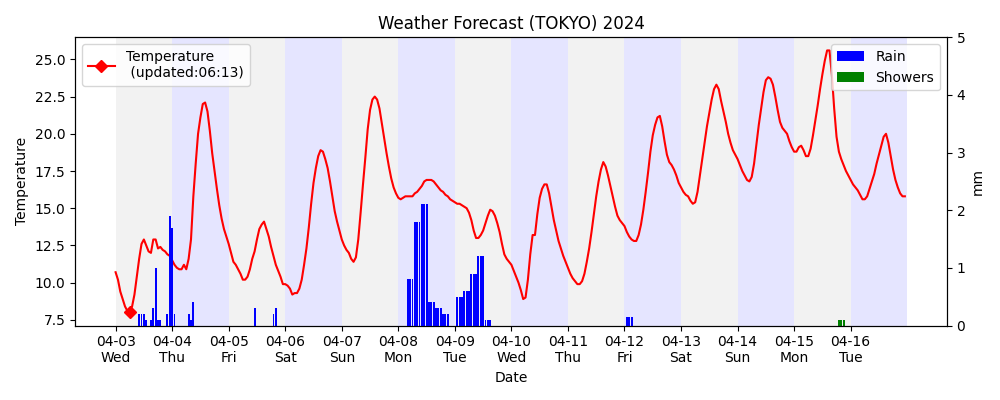 Weather Forecast (TOKYO) 2024
Temperature
(updated:06:13)
Rain
Showers
25.0
22.5
20.0
17.5
15.0
12.5
10.0
7.5
Temperature
5
4
3
2
1
0
mm
04-03 04-04 04-05 04-06 04-07 04-08 04-09 04-10 04-11 04-12 04-13 04-14 04-15 04-16
Wed Thu Fri Sat Sun Mon Tue Wed Thu Fri Sat Sun Mon Tue
Date